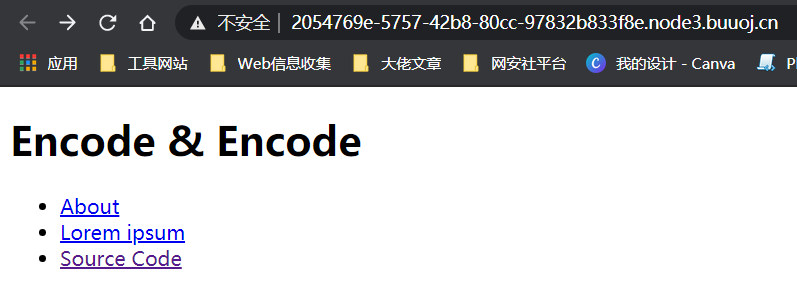 不安全 | 2054769e-5757-42b8-80cc-97832b833f8e.node3.buuoj.cn
应用 工具网站 Web信息收集 大佬文章 网安社平台 C 我的设计 - Canva
Encode & Encode
About
Lorem ipsum
Source Code